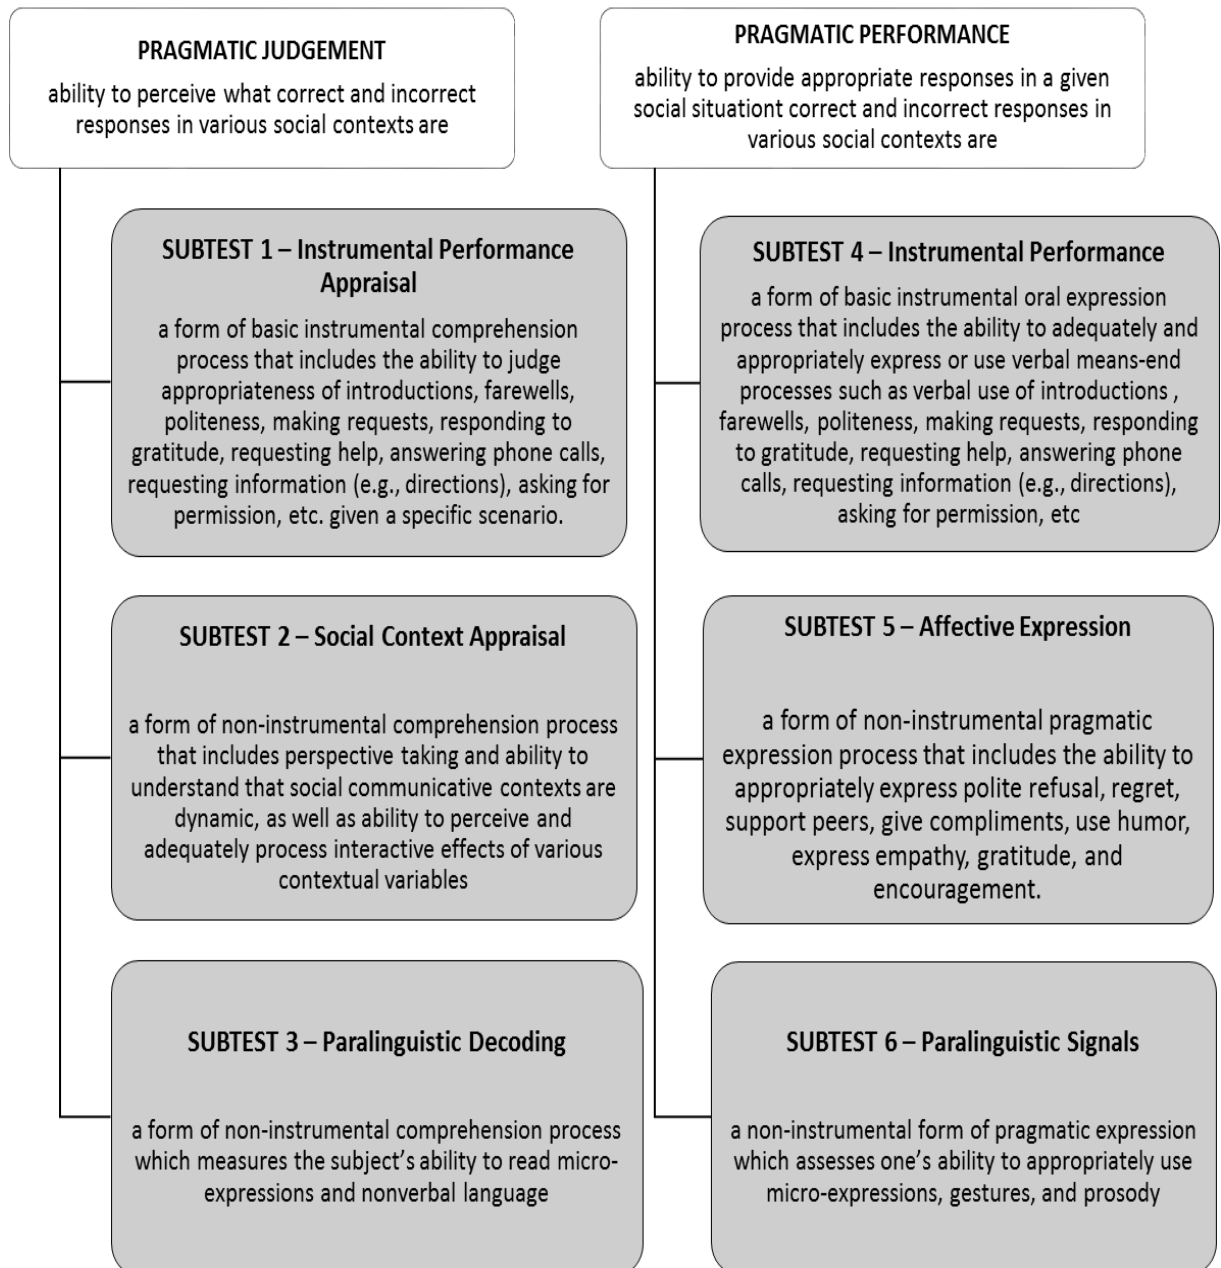 PRAGMATIC JUDGEMENT
ability to perceive what correct and incorrect
responses in various social contexts are
SUBTEST 1 – Instrumental Performance
Appraisal
a form of basic instrumental comprehension
process that includes the ability to judge
appropriateness of introductions, farewells,
politeness, making requests, responding to
gratitude, requesting help, answering phone calls,
requesting information (e.g., directions), asking for
permission, etc. given a specific scenario.
SUBTEST 2 – Social Context Appraisal
a form of non-instrumental comprehension process
that includes perspective taking and ability to
understand that social communicative contexts are
dynamic, as well as ability to perceive and
adequately process interactive effects of various
contextual variables
SUBTEST 3 – Paralinguistic Decoding
a form of non-instrumental comprehension process
which measures the subject’s ability to read micro-
expressions and nonverbal language
PRAGMATIC PERFORMANCE
ability to provide appropriate responses in a given
social situationt correct and incorrect responses in
various social contexts are
SUBTEST 4 – Instrumental Performance
a form of basic instrumental oral expression
process that includes the ability to adequately and
appropriately express or use verbal means-end
processes such as verbal use of introductions ,
farewells, politeness, making requests, responding
to gratitude, requesting help, answering phone
calls, requesting information (e.g., directions),
asking for permission, etc
SUBTEST 5 – Affective Expression
a form of non-instrumental pragmatic
expression process that includes the ability to
appropriately express polite refusal, regret,
support peers, give compliments, use humor,
express empathy, gratitude, and
encouragement.
SUBTEST 6 – Paralinguistic Signals
a non-instrumental form of pragmatic expression
which assesses one’s ability to appropriately use
micro-expressions, gestures, and prosody